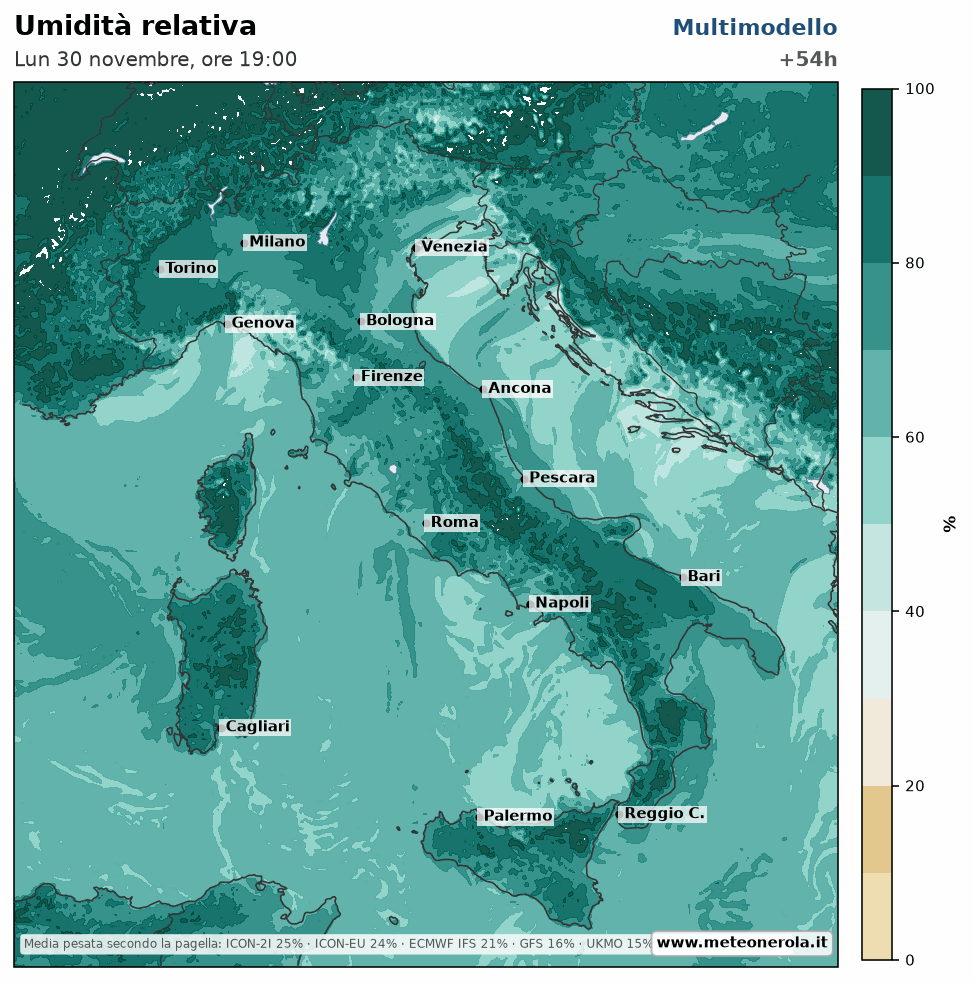 Umidità relativa
Multimodello
Lun 30 novembre, ore 19:00
+54h
100
80
60
40
20
0
%
Milano
Venezia
Torino
Genova
Bologna
Firenze
Ancona
Pescara
Roma
Bari
Napoli
Cagliari
Palermo
Reggio C.
Media pesata secondo la pagella: ICON-2I 25% · ICON-EU 24% · ECMWF IFS 21% · GFS 16% · UKMO 15%
www.meteonerola.it